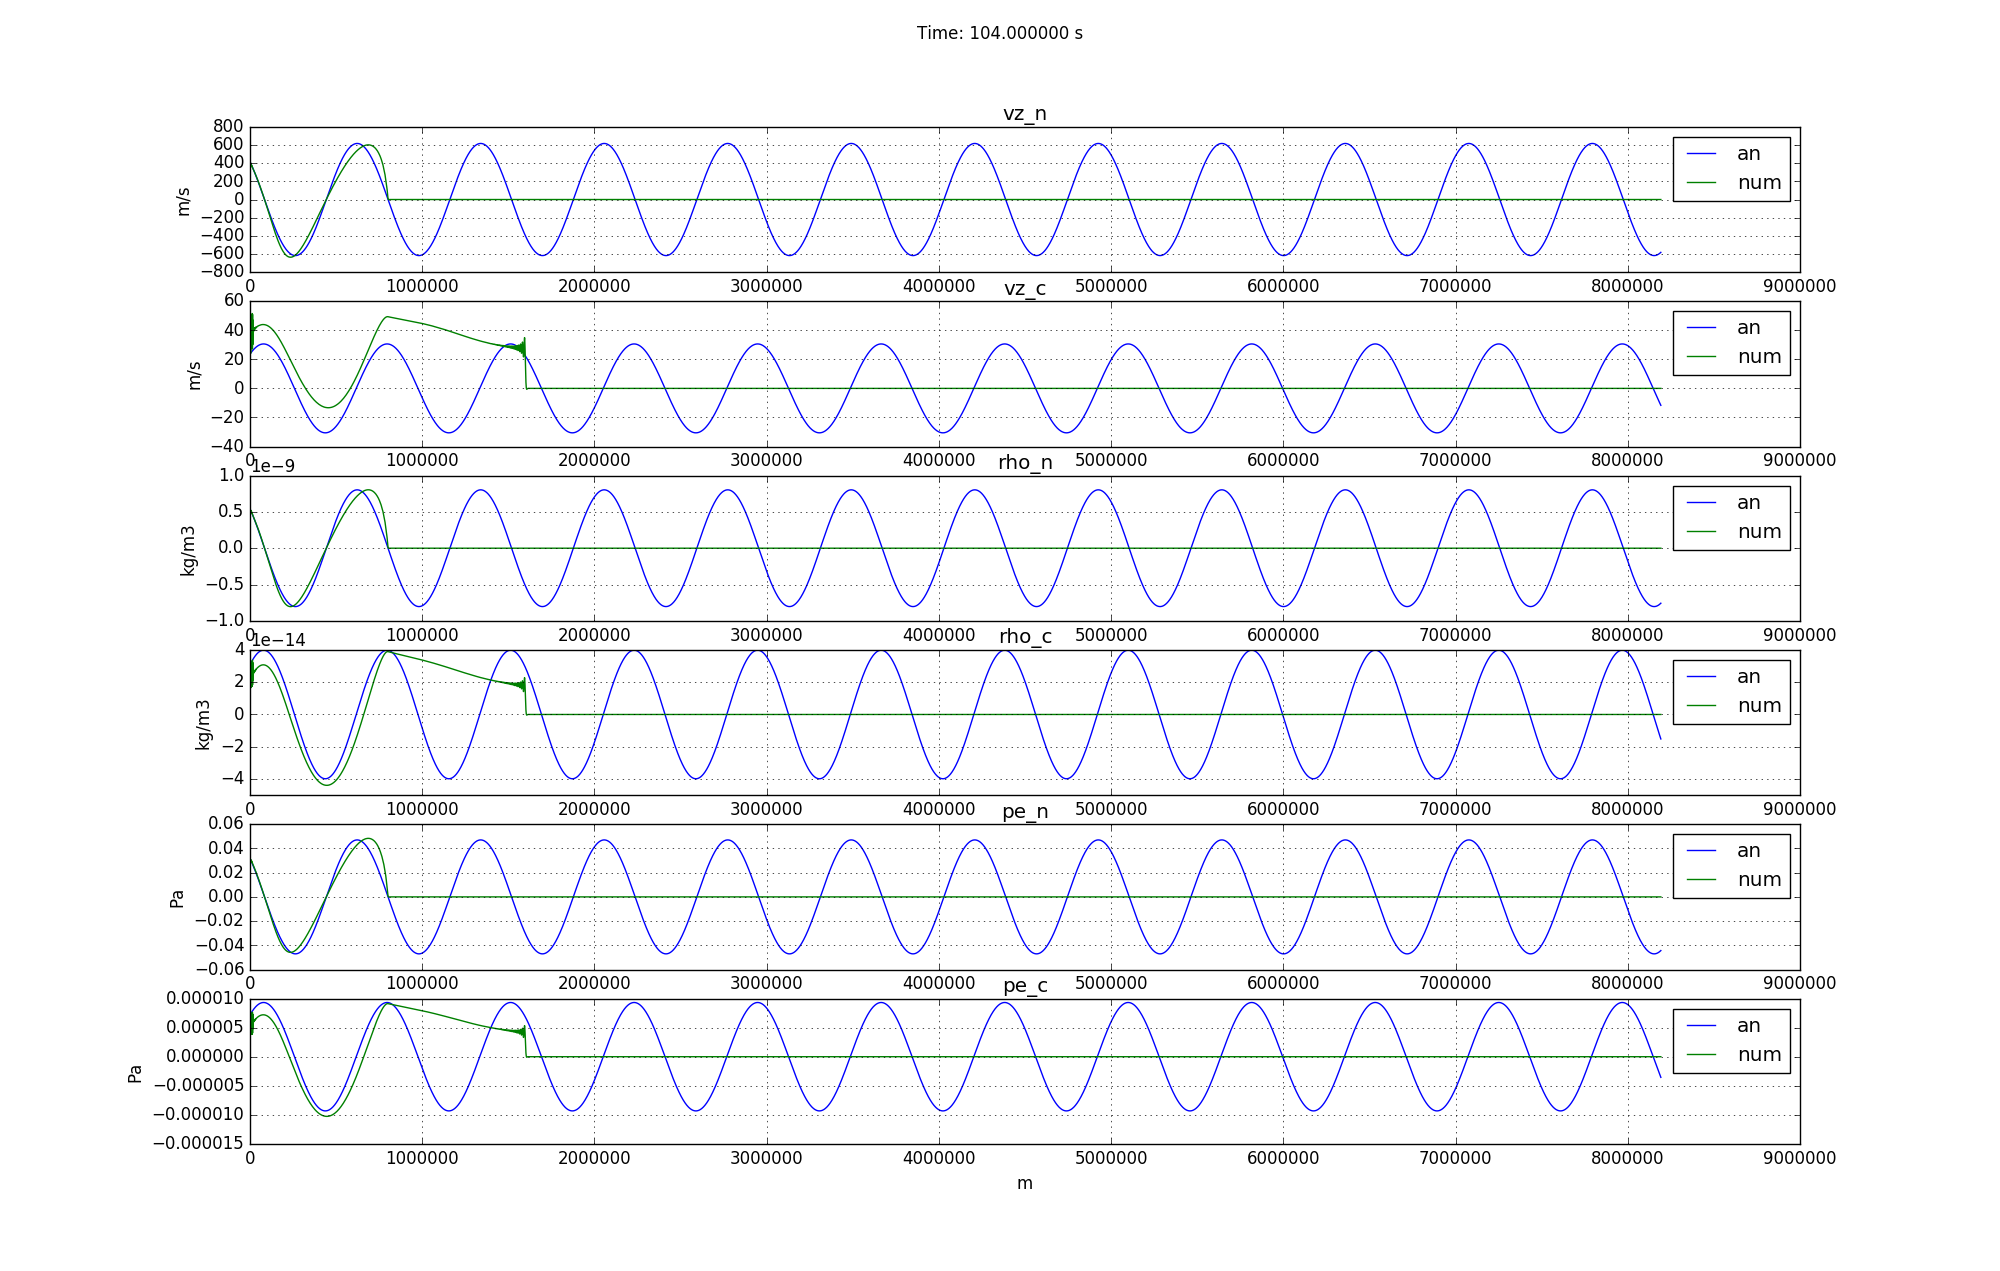 Time: 104.000000 s
vz_n
800
600
400
200
0
−200
−400
−600
−800
m/s
an
num
0 1000000 2000000 3000000 4000000 5000000 6000000 7000000 8000000 9000000
vz_c
60
40
20
0
−20
−40
m/s
an
num
0 1000000 2000000 3000000 4000000 5000000 6000000 7000000 8000000 9000000
1e−9
rho_n
1.0
0.5
0.0
−0.5
−1.0
kg/m3
an
num
0 1000000 2000000 3000000 4000000 5000000 6000000 7000000 8000000 9000000
1e−14
rho_c
4
2
0
−2
−4
kg/m3
an
num
0 1000000 2000000 3000000 4000000 5000000 6000000 7000000 8000000 9000000
pe_n
0.06
0.04
0.02
0.00
−0.02
−0.04
−0.06
Pa
an
num
0 1000000 2000000 3000000 4000000 5000000 6000000 7000000 8000000 9000000
pe_c
0.000010
0.000005
0.000000
−0.000005
−0.000010
−0.000015
Pa
an
num
0 1000000 2000000 3000000 4000000 5000000 6000000 7000000 8000000 9000000
m